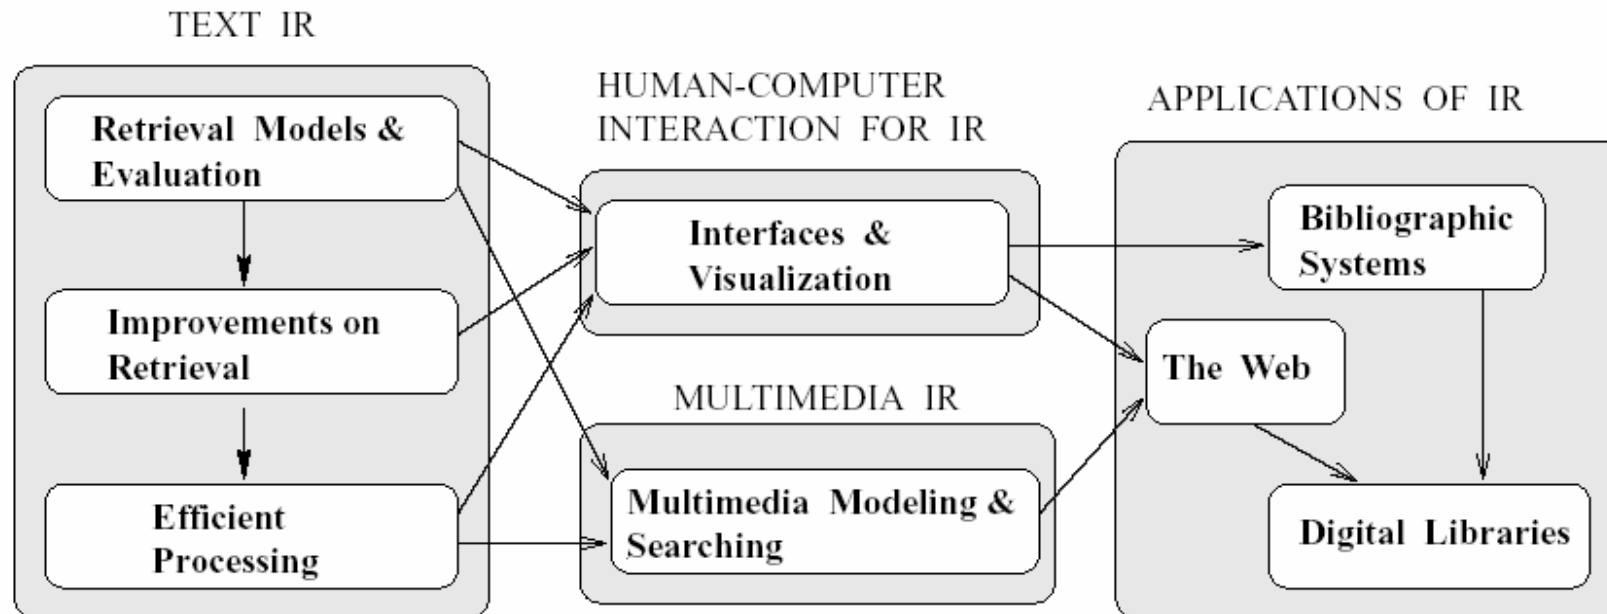 TEXT IR
Retrieval Models &
Evaluation
Improvements on
Retrieval
Efficient
Processing
HUMAN-COMPUTER
INTERACTION FOR IR
Interfaces &
Visualization
MULTIMEDIA IR
Multimedia Modeling &
Searching
APPLICATIONS OF IR
Bibliographic
Systems
The Web
Digital Libraries